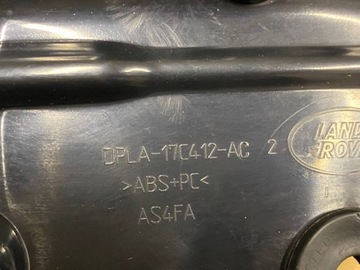 DPLA-17C412-AC 2
LAND
ROV
>ABS+PC<
AS4FA